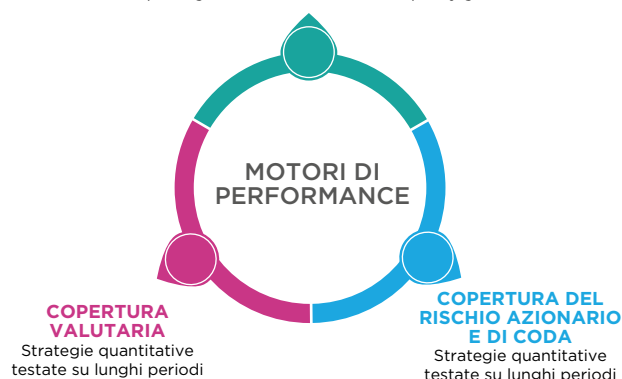 MOTORI DI
PERFORMANCE
COPERTURA
VALUTARIA
Strategie quantitative
testate su lunghi periodi
COPERTURA DEL
RISCHIO AZIONARIO
E DI CODA
Strategie quantitative
testate su lunghi periodi